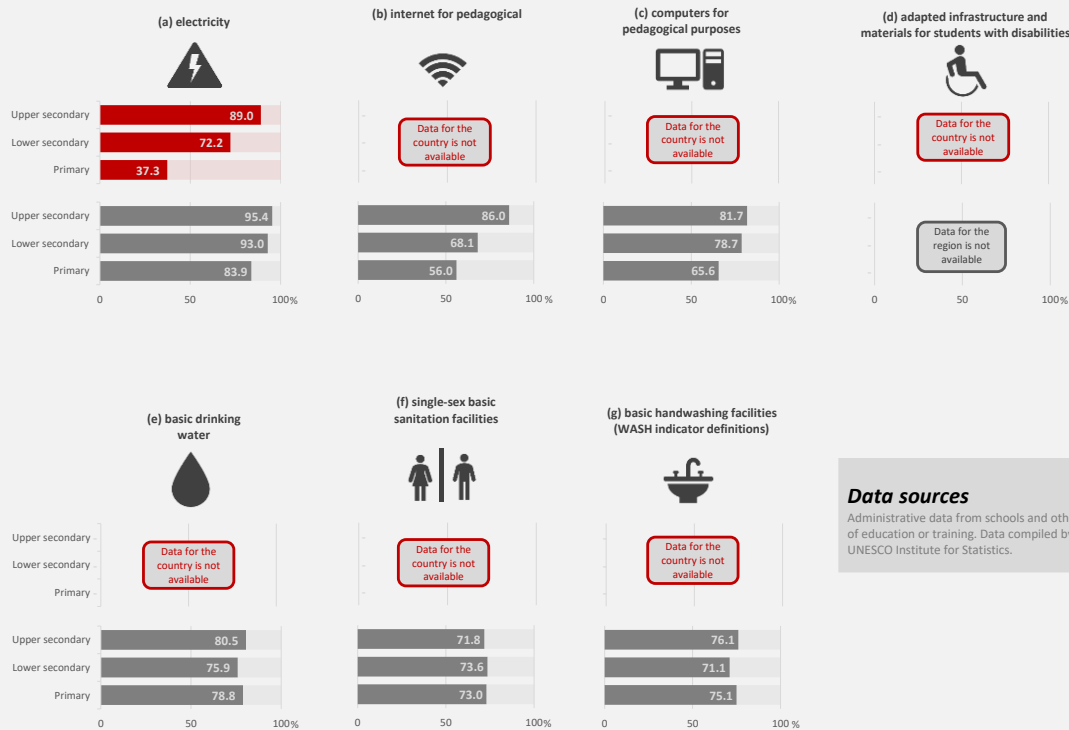 (a) electricity
Upper secondary
89.0
Lower secondary
72.2
Primary
37.3
Upper secondary
95.4
Lower secondary
93.0
Primary
83.9
0 50 100%
(b) internet for pedagogical
Data for the
country is not
available
86.0
68.1
56.0
0 50 100%
(c) computers for
pedagogical purposes
Data for the
country is not
available
81.7
78.7
65.6
0 50 100%
(d) adapted infrastructure and
materials for students with disabilities
Data for the
country is not
available
Data for the
region is not
available
0 50 100%
(e) basic drinking
water
Upper secondary
Lower secondary
Primary
Data for the
country is not
available
Upper secondary
80.5
Lower secondary
75.9
Primary
78.8
0 50 100%
(f) single-sex basic
sanitation facilities
Data for the
country is not
available
71.8
73.6
73.0
0 50 100%
(g) basic handwashing facilities
(WASH indicator definitions)
Data for the
country is not
available
76.1
71.1
75.1
0 50 100%
Data sources
Administrative data from schools and oth
of education or training. Data compiled by
UNESCO Institute for Statistics.